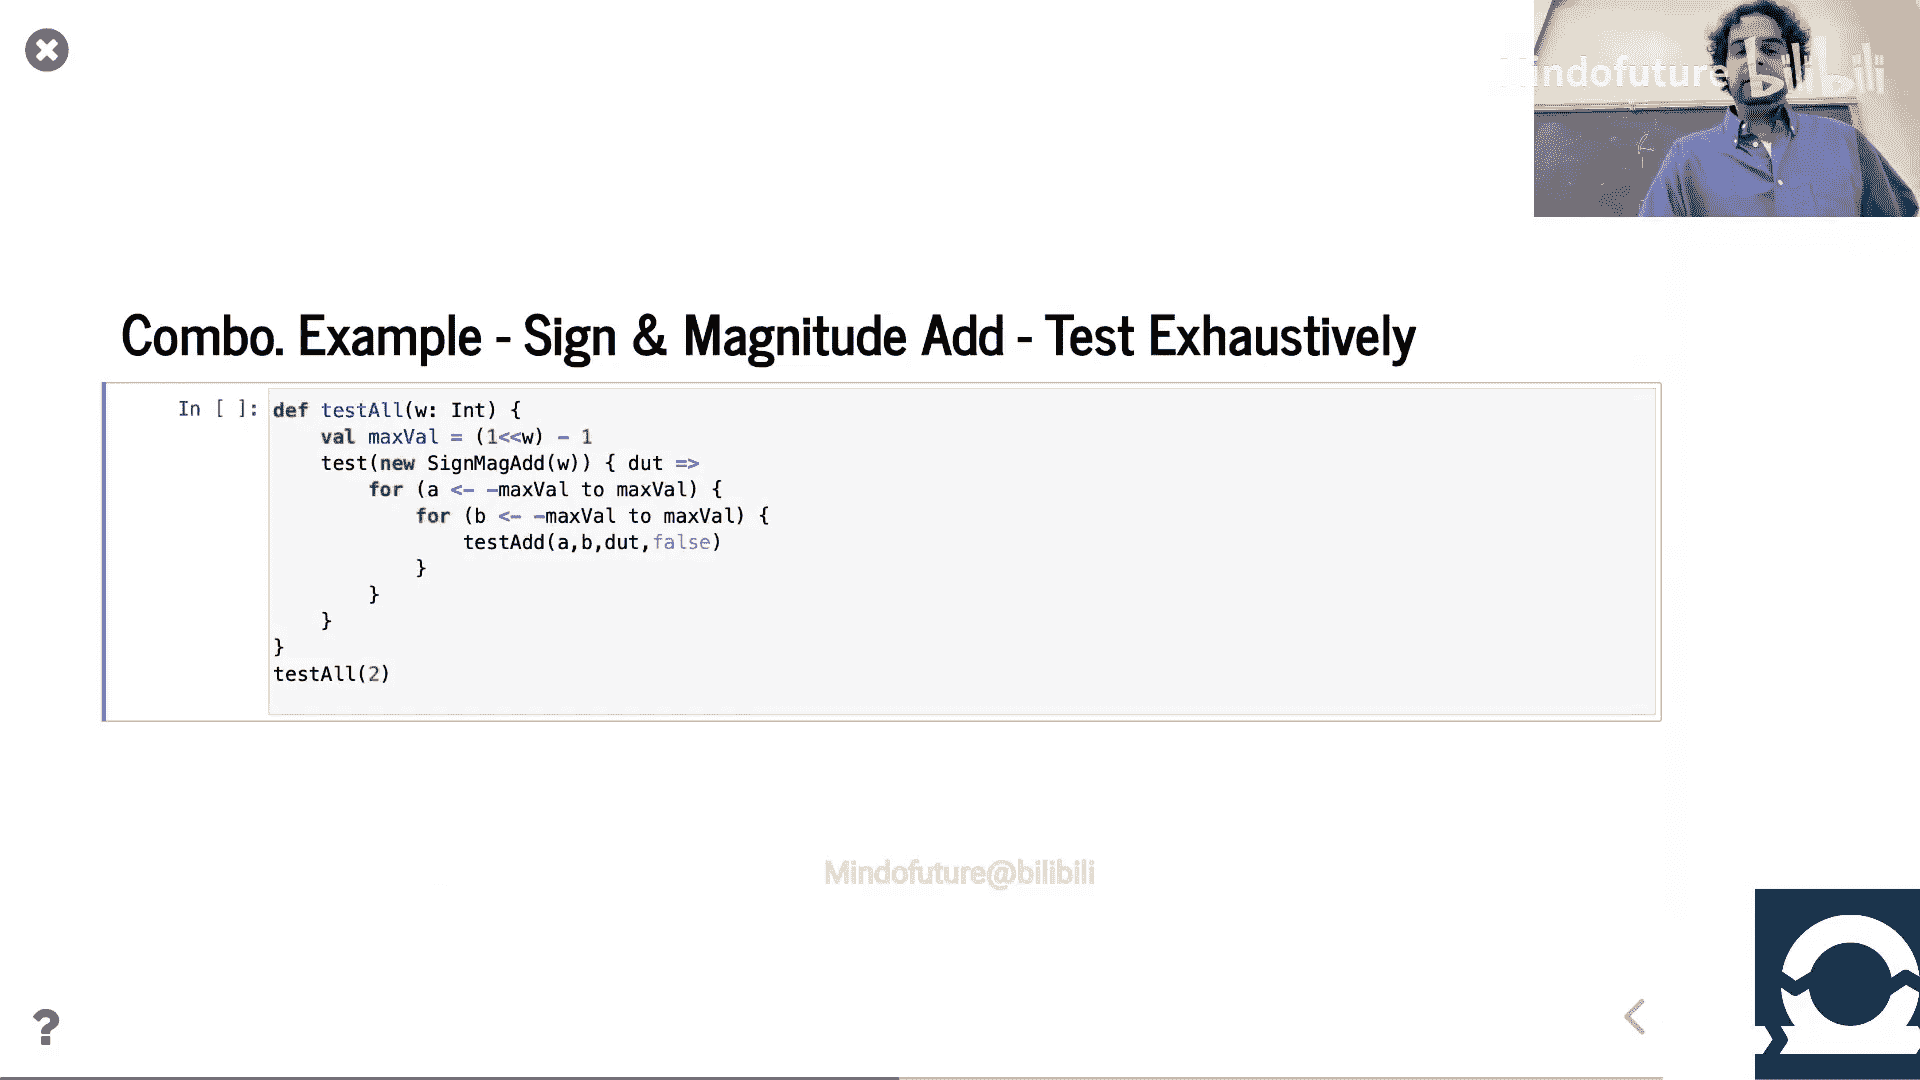 Mindofuture bilibili
Combo. Example - Sign & Magnitude Add - Test Exhaustively
In [ ]:
def testAll(w: Int) {
    val maxVal = (1<<w) - 1
    test(new SignMagAdd(w)) { dut =>
        for (a <- -maxVal to maxVal) {
            for (b <- -maxVal to maxVal) {
                testAdd(a,b,dut,false)
            }
        }
    }
}
testAll(2)
Mindofuture@bilibili